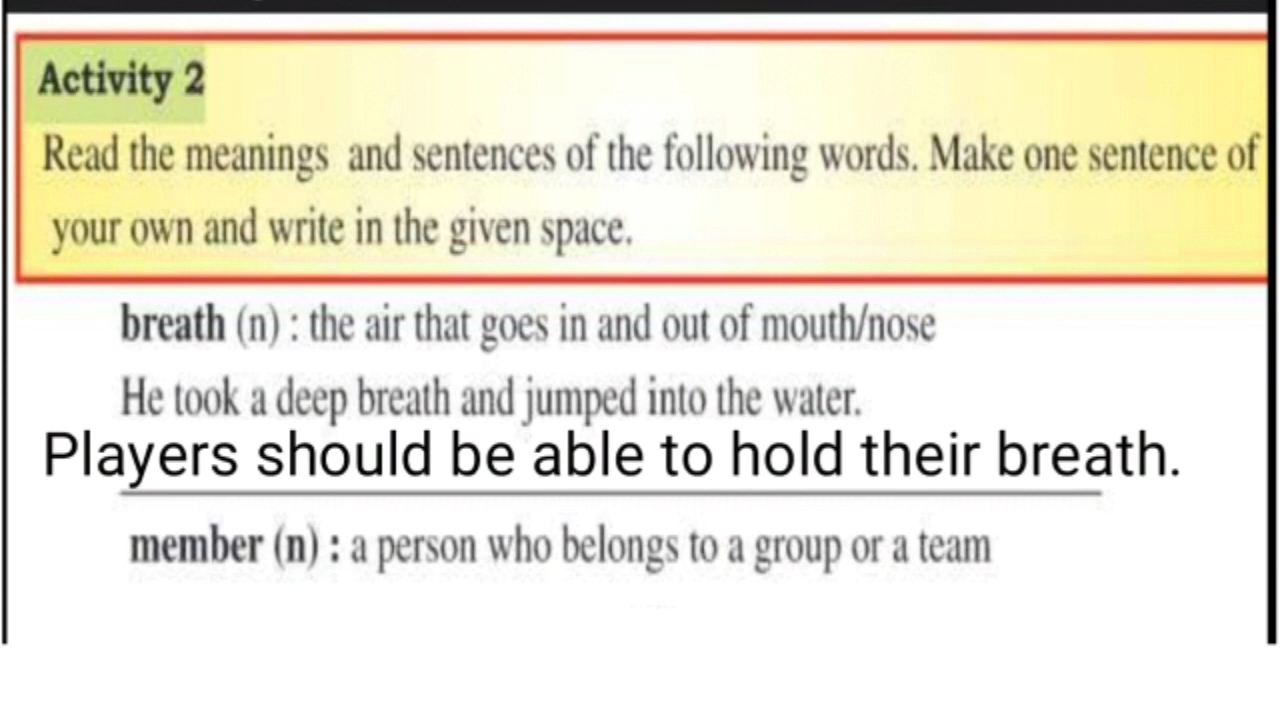 Activity 2
Read the meanings and sentences of the following words. Make one sentence of
your own and write in the given space.
breath (n) : the air that goes in and out of mouth/nose
He took a deep breath and jumped into the water.
Players should be able to hold their breath.
member (n) : a person who belongs to a group or a team